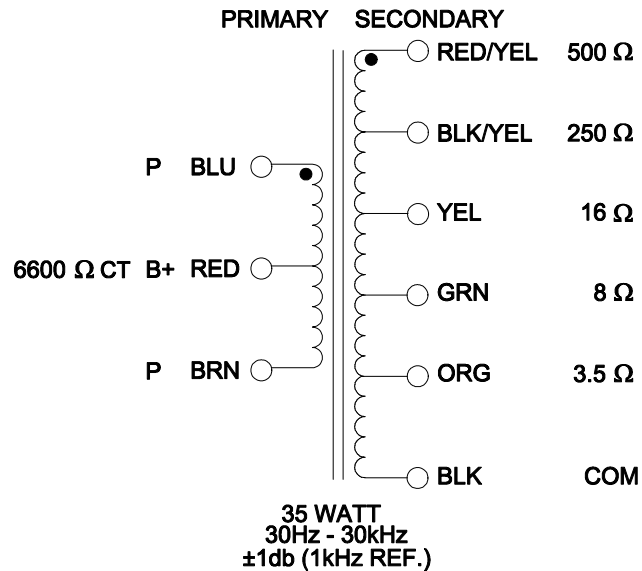 PRIMARY SECONDARY
RED/YEL 500 Ω
BLK/YEL 250 Ω
P BLU
YEL 16 Ω
6600 Ω CT B+ RED
GRN 8 Ω
P BRN
ORG 3.5 Ω
BLK COM
35 WATT
30Hz - 30kHz
±1db (1kHz REF.)